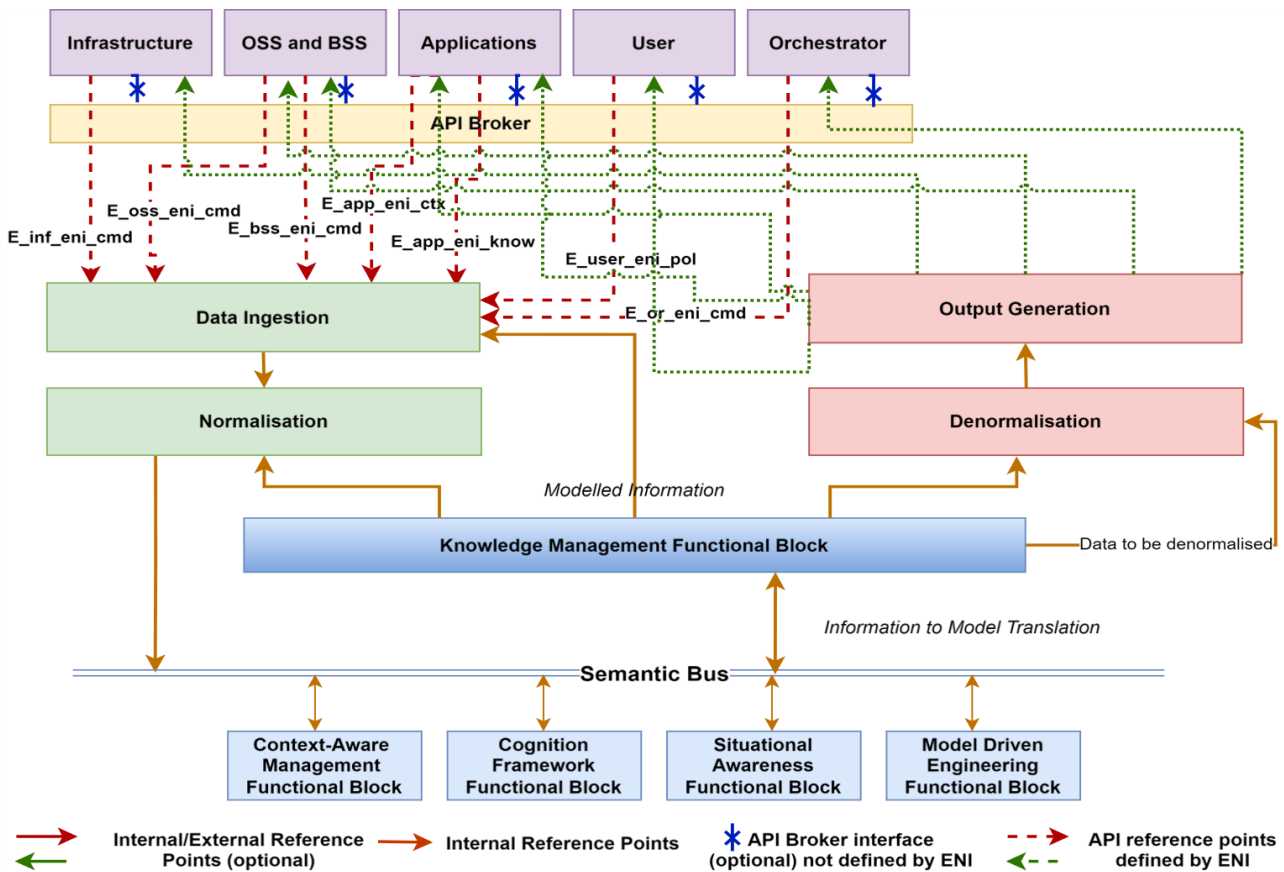 Infrastructure
OSS and BSS
Applications
User
Orchestrator
API Broker
E_app_eni_ctx
E_oss_eni_cmd
E_bss_eni_cmd
E_inf_eni_cmd
E_app_eni_know
E_user_eni_pol
E_or_eni_cmd
Data Ingestion
Output Generation
Normalisation
Denormalisation
Modelled Information
Knowledge Management Functional Block
Data to be denormalised
Information to Model Translation
Semantic Bus
Context-Aware
Management
Functional Block
Cognition
Framework
Functional Block
Situational
Awareness
Functional Block
Model Driven
Engineering
Functional Block
Internal/External Reference
Points (optional)
Internal Reference Points
API Broker interface
(optional) not defined by ENI
API reference points
defined by ENI